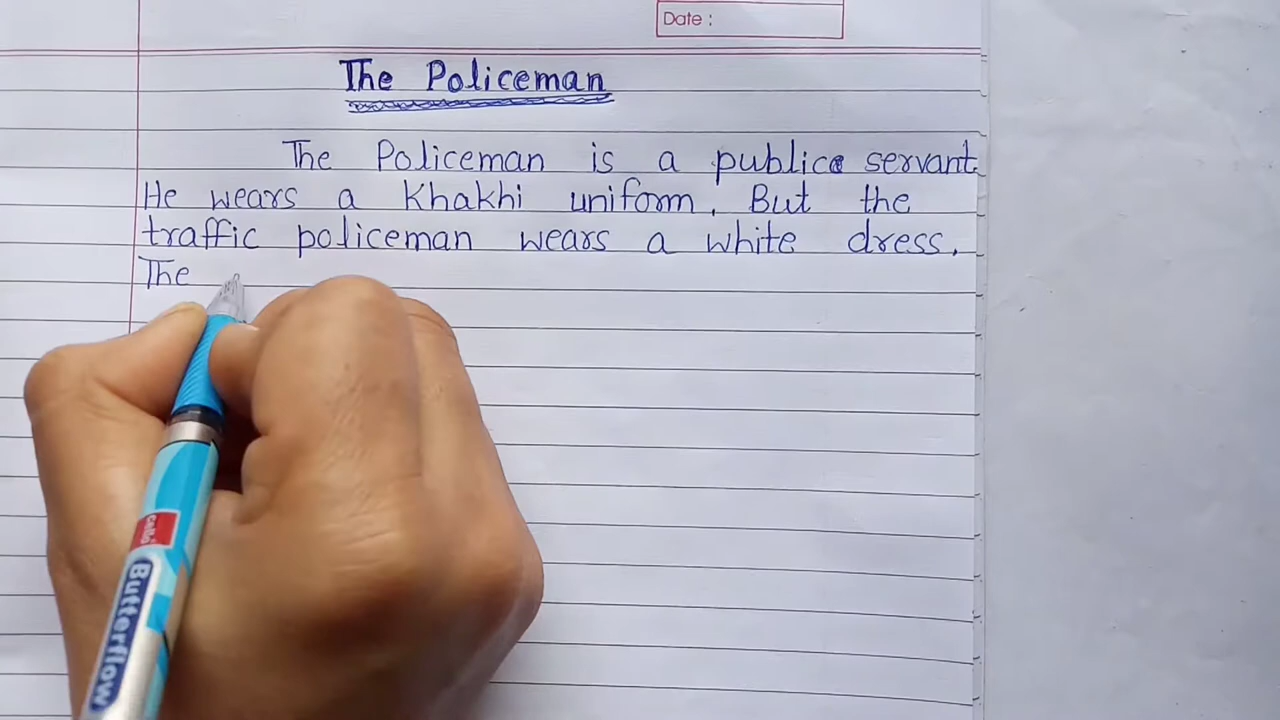 Date :
The Policeman
The Policeman is a publice servant.
He wears a Khakhi uniform. But the
traffic policeman wears a white dress.
The
cello
Butterflow